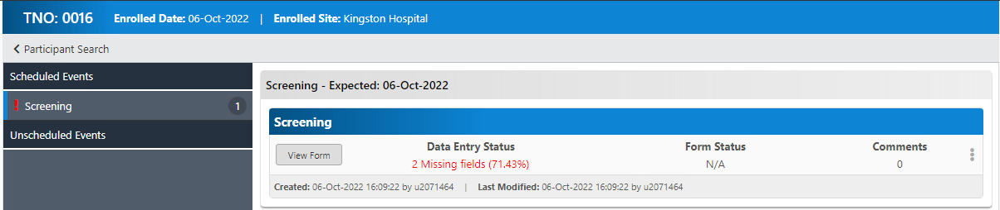 TNO: 0016 Enrolled Date: 06-Oct-2022 | Enrolled Site: Kingston Hospital
Participant Search
Scheduled Events
Screening 1
Unscheduled Events
Screening - Expected: 06-Oct-2022
Screening
View Form
Data Entry Status
2 Missing fields (71.43%)
Form Status
N/A
Comments
0
Created: 06-Oct-2022 16:09:22 by u2071464 | Last Modified: 06-Oct-2022 16:09:22 by u2071464